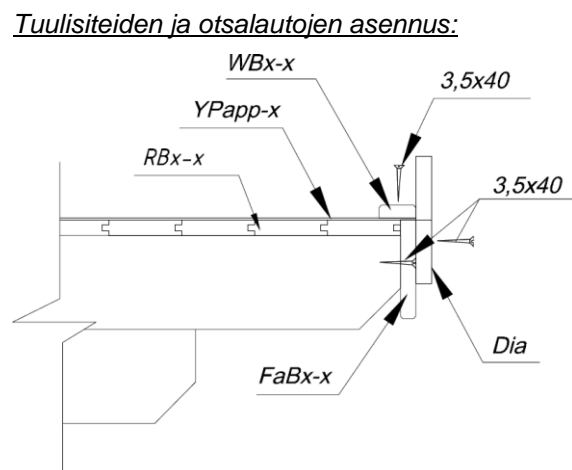 Tuulisiteiden ja otsalautojen asennus:
WBx-x
3,5x40
YPapp-x
RBx-x
3,5x40
Dia
FaBx-x